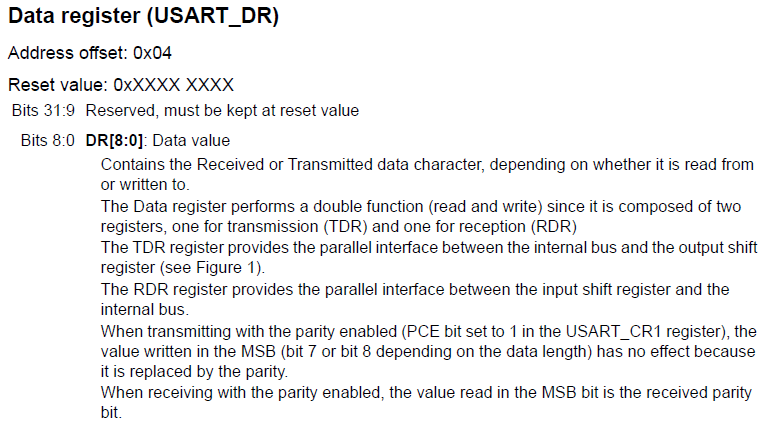 Data register (USART_DR)
Address offset: 0x04
Reset value: 0xXXXX XXXX
Bits 31:9 Reserved, must be kept at reset value
Bits 8:0 DR[8:0]: Data value
Contains the Received or Transmitted data character, depending on whether it is read from
or written to.
The Data register performs a double function (read and write) since it is composed of two
registers, one for transmission (TDR) and one for reception (RDR)
The TDR register provides the parallel interface between the internal bus and the output shift
register (see Figure 1).
The RDR register provides the parallel interface between the input shift register and the
internal bus.
When transmitting with the parity enabled (PCE bit set to 1 in the USART_CR1 register), the
value written in the MSB (bit 7 or bit 8 depending on the data length) has no effect because
it is replaced by the parity.
When receiving with the parity enabled, the value read in the MSB bit is the received parity
bit.